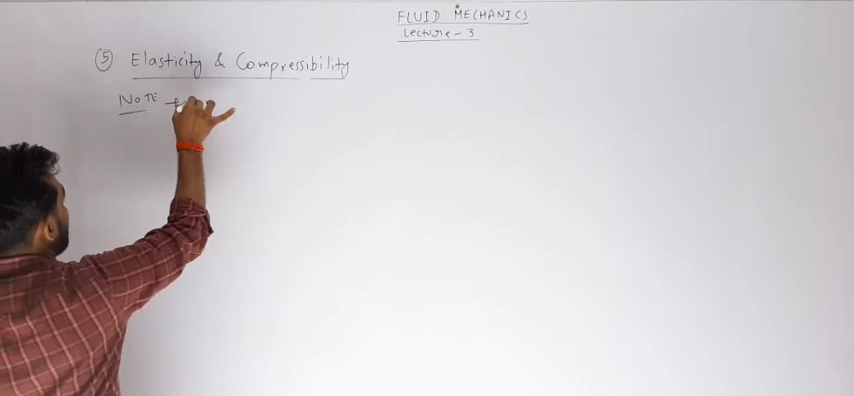 FLUID MECHANICS
Lecture - 3
⑤ Elasticity & Compressibility
NOTE